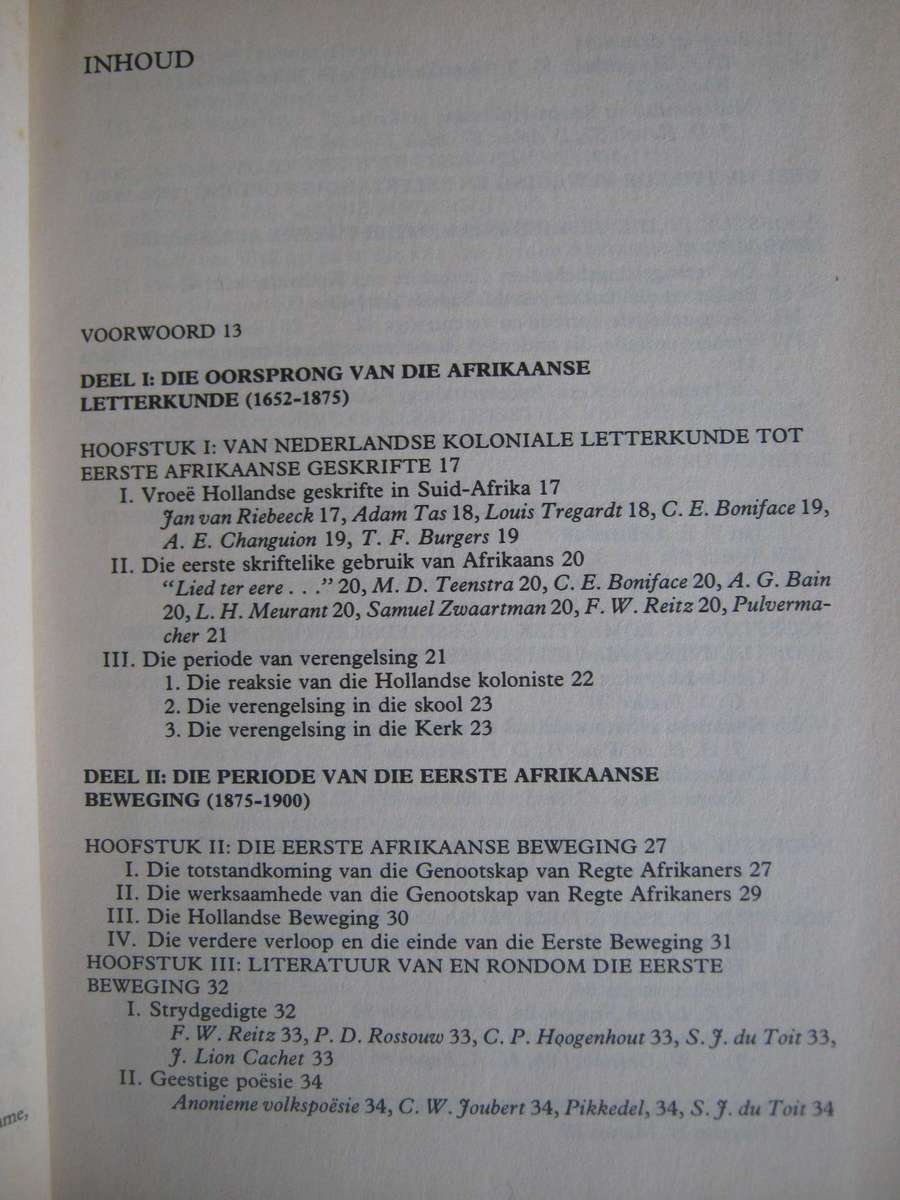 INHOUD
VOORWOORD 13
DEEL I: DIE OORSPRONG VAN DIE AFRIKAANSE
LETTERKUNDE (1652-1875)
HOOFSTUK I: VAN NEDERLANDSE KOLONIALE LETTERKUNDE TOT
EERSTE AFRIKAANSE GESKRIFTE 17
I. Vroeë Hollandse geskrifte in Suid-Afrika 17
Jan van Riebeeck 17, Adam Tas 18, Louis Tregardt 18, C. E. Boniface 19,
A. E. Changuion 19, T. F. Burgers 19
II. Die eerste skriftelike gebruik van Afrikaans 20
"Lied ter eere . . ." 20, M. D. Teenstra 20, C. E. Boniface 20, A. G. Bain
20, L. H. Meurant 20, Samuel Zwaartman 20, F. W. Reitz 20, Pulverma-
cher 21
III. Die periode van verengelsing 21
1. Die reaksie van die Hollandse koloniste 22
2. Die verengelsing in die skool 23
3. Die verengelsing in die Kerk 23
DEEL II: DIE PERIODE VAN DIE EERSTE AFRIKAANSE
BEWEGING (1875-1900)
HOOFSTUK II: DIE EERSTE AFRIKAANSE BEWEGING 27
I. Die totstandkoming van die Genootskap van Regte Afrikaners 27
II. Die werksaamhede van die Genootskap van Regte Afrikaners 29
III. Die Hollandse Beweging 30
IV. Die verdere verloop en die einde van die Eerste Beweging 31
HOOFSTUK III: LITERATUUR VAN EN RONDOM DIE EERSTE
BEWEGING 32
I. Strydgedigte 32
F. W. Reitz 33, P. D. Rossouw 33, C. P. Hoogenhout 33, S. J. du Toit 33,
J. Lion Cachet 33
II. Geestige poësie 34
Anonieme volkspoësie 34, C. W. Joubert 34, Pikkedel, 34, S. J. du Toit 34